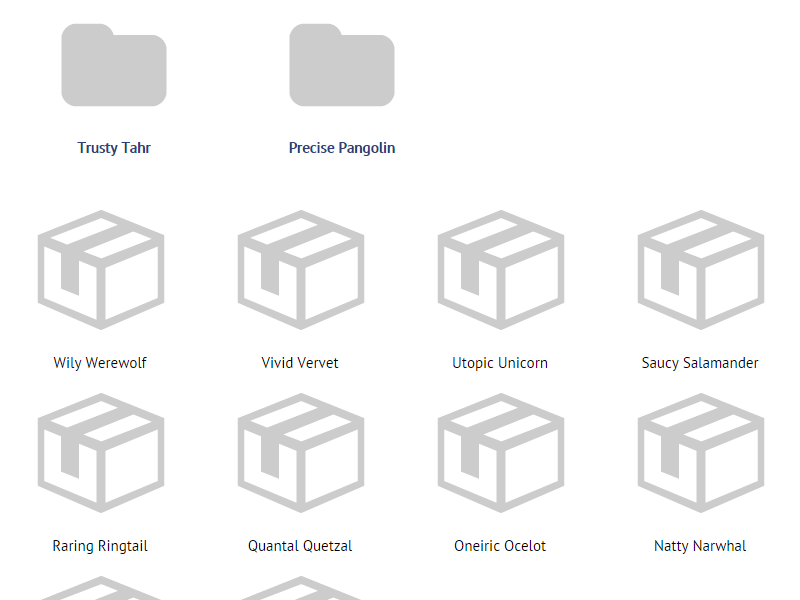 Trusty Tahr
Precise Pangolin
Wily Werewolf
Vivid Vervet
Utopic Unicorn
Saucy Salamander
Raring Ringtail
Quantal Quetzal
Oneiric Ocelot
Natty Narwhal